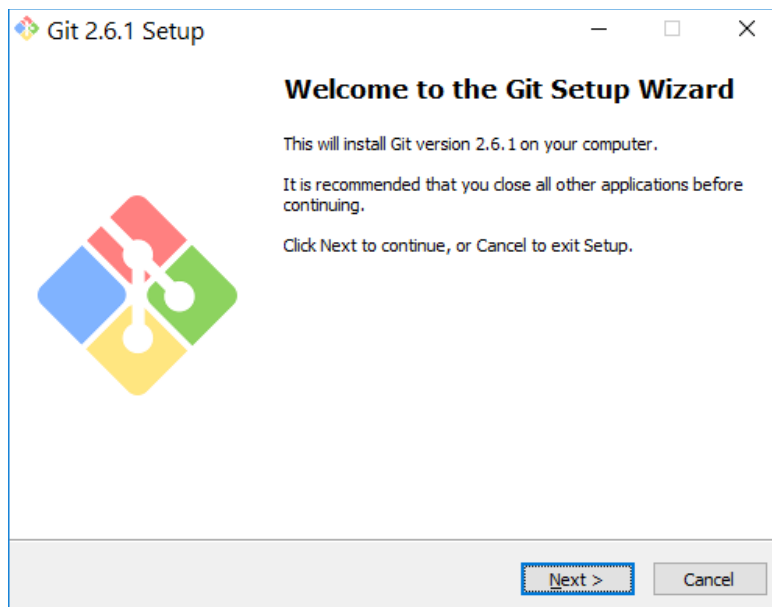 Git 2.6.1 Setup
Welcome to the Git Setup Wizard
This will install Git version 2.6.1 on your computer.
It is recommended that you close all other applications before
continuing.
Click Next to continue, or Cancel to exit Setup.
Next >
Cancel